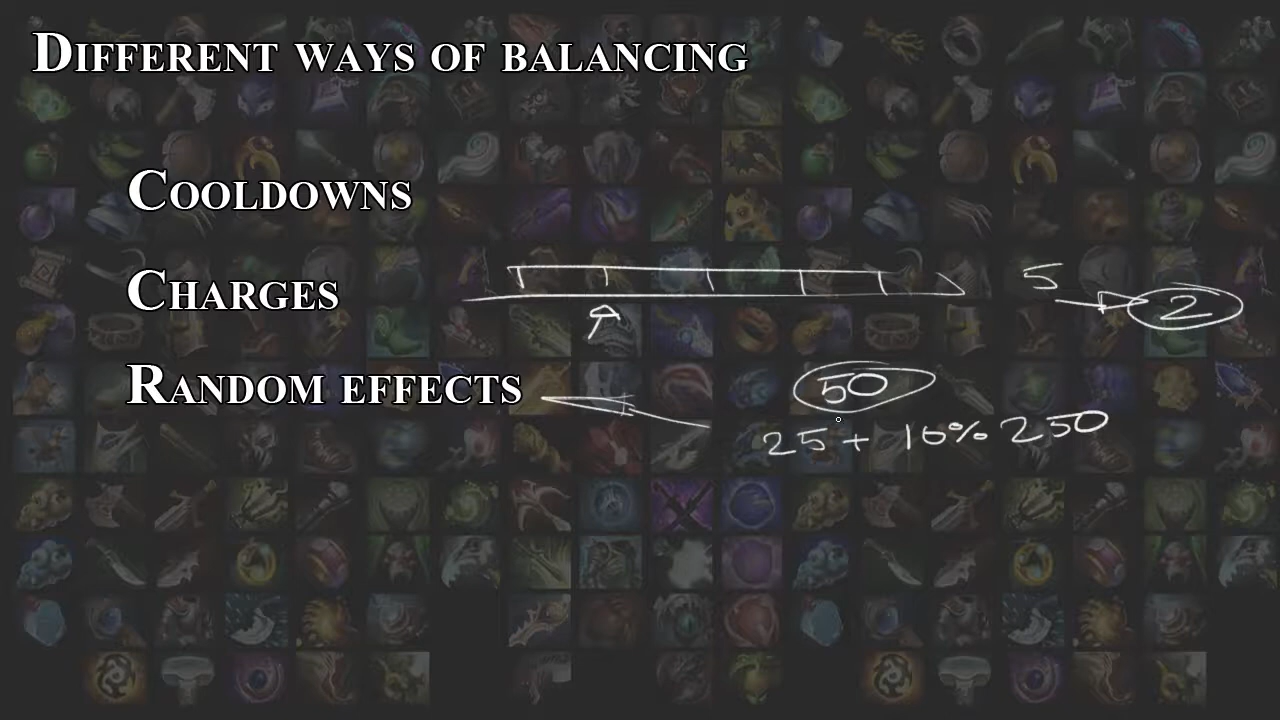 Different ways of balancing
Cooldowns
Charges
5
2
Random effects
50
25 + 10% 250